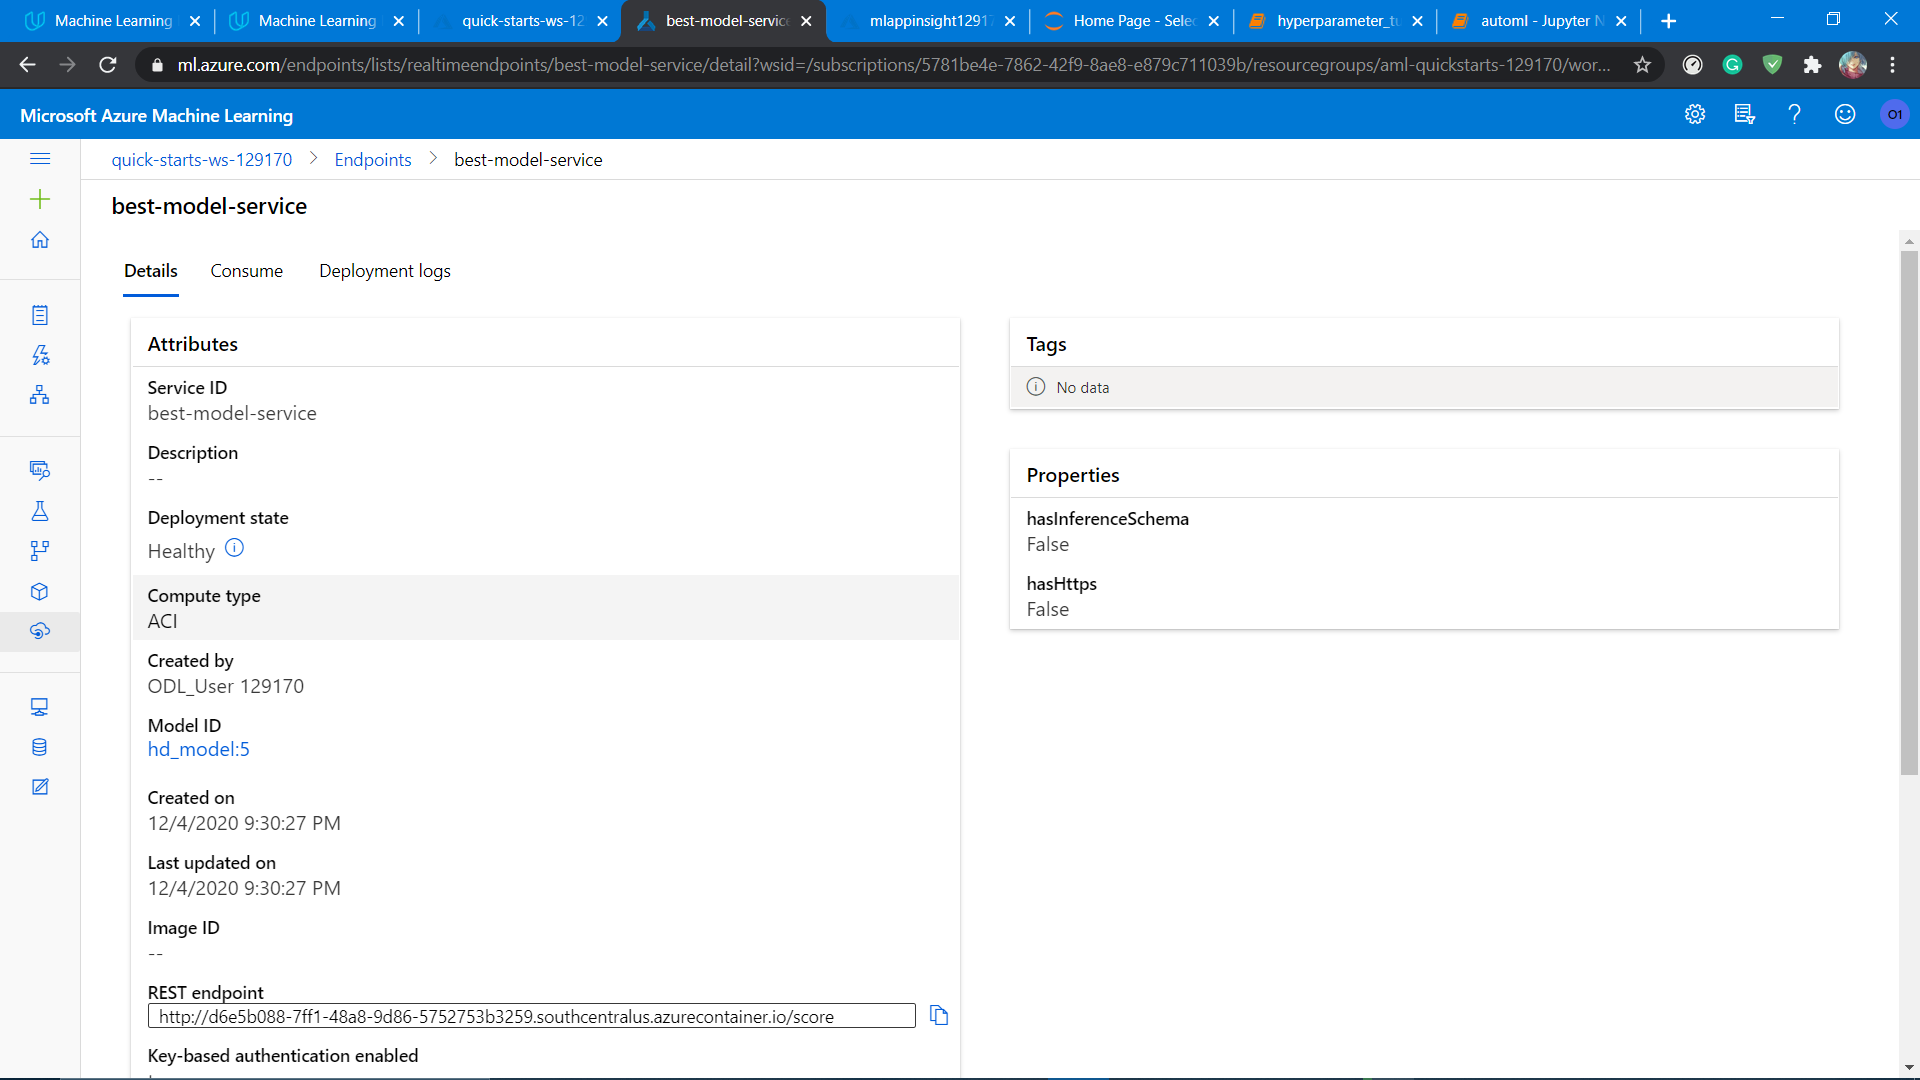 Machine Learning
Machine Learning
quick-starts-ws-12
best-model-service
mlappinsight12917
Home Page - Selec
hyperparameter_tu
automl - Jupyter N
ml.azure.com/endpoints/lists/realtimeendpoints/best-model-service/detail?wsid=/subscriptions/5781be4e-7862-42f9-8ae8-e879c711039b/resourcegroups/aml-quickstarts-129170/wor...
Microsoft Azure Machine Learning
O1
quick-starts-ws-129170 > Endpoints > best-model-service
best-model-service
Details
Consume
Deployment logs
Attributes
Service ID
best-model-service
Description
--
Deployment state
Healthy
Compute type
ACI
Created by
ODL_User 129170
Model ID
hd_model:5
Created on
12/4/2020 9:30:27 PM
Last updated on
12/4/2020 9:30:27 PM
Image ID
--
REST endpoint
http://d6e5b088-7ff1-48a8-9d86-5752753b3259.southcentralus.azurecontainer.io/score
Key-based authentication enabled
Tags
No data
Properties
hasInferenceSchema
False
hasHttps
False